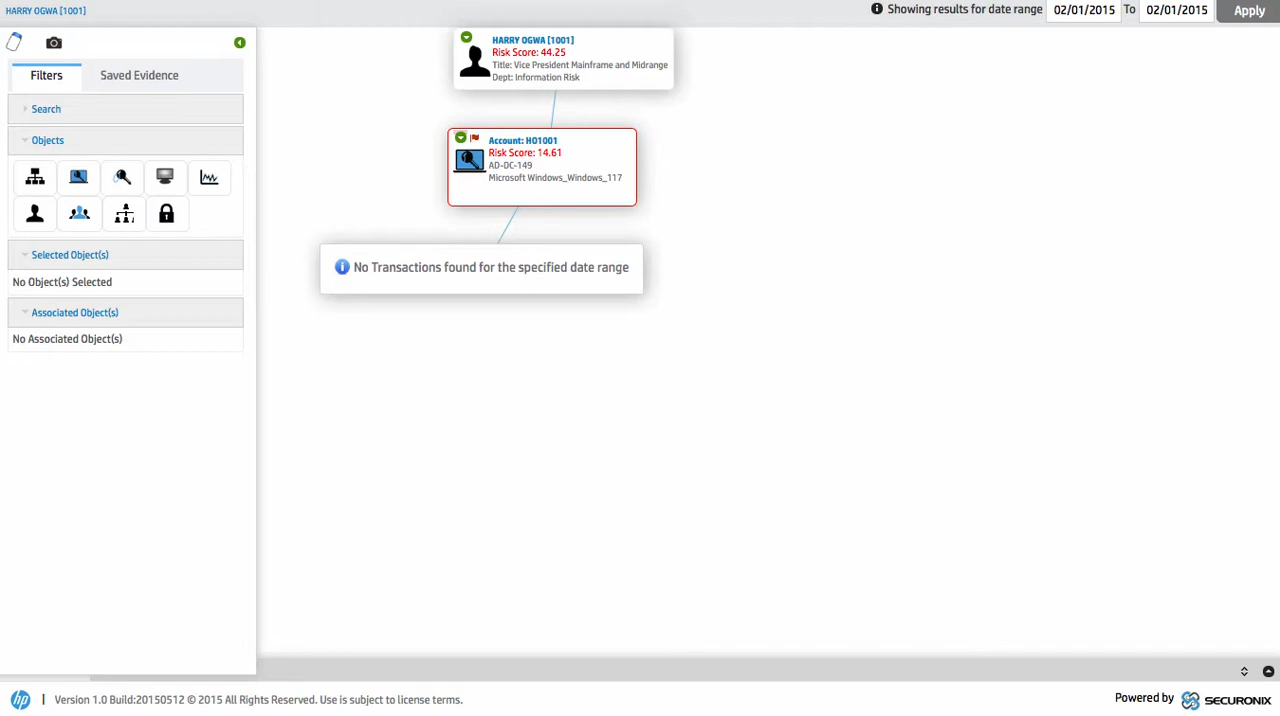 HARRY OGWA [1001]
Showing results for date range 02/01/2015 To 02/01/2015 Apply
Filters Saved Evidence
Search
Objects
Selected Object(s)
No Object(s) Selected
Associated Object(s)
No Associated Object(s)
HARRY OGWA [1001]
Risk Score: 44.25
Title: Vice President Mainframe and Midrange
Dept: Information Risk
Account: HO1001
Risk Score: 14.61
AD-DC-149
Microsoft Windows_Windows_117
No Transactions found for the specified date range
hp | Version 1.0 Build:20150512 © 2015 All Rights Reserved. Use is subject to license terms.
Powered by SECURONIX